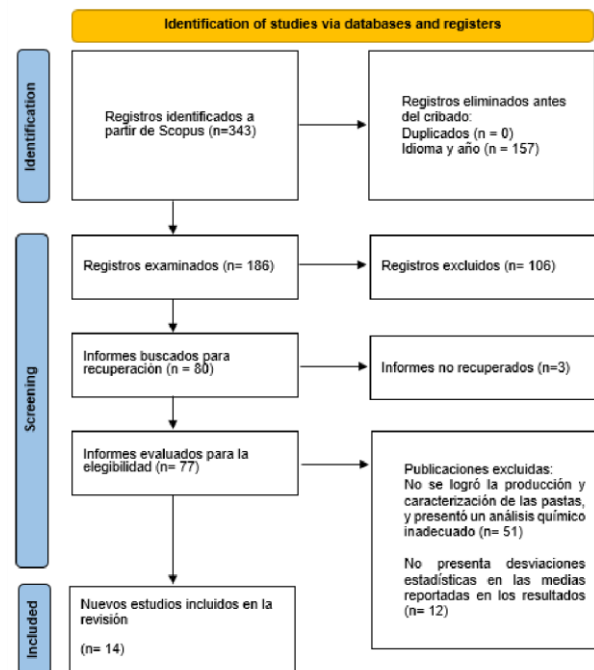 Identification of studies via databases and registers
Identification
Registros identificados a
partir de Scopus (n=343)
Registros eliminados antes
del cribado:
Duplicados (n = 0)
Idioma y año (n = 157)
Screening
Registros examinados (n= 186)
Registros excluidos (n= 106)
Informes buscados para
recuperación (n = 80)
Informes no recuperados (n=3)
Informes evaluados para la
elegibilidad (n= 77)
Publicaciones excluidas:
No se logró la producción y
caracterización de las pastas,
y presentó un análisis químico
inadecuado (n= 51)
No presenta desviaciones
estadísticas en las medias
reportadas en los resultados
(n= 12)
Included
Nuevos estudios incluidos en la
revisión
(n= 14)